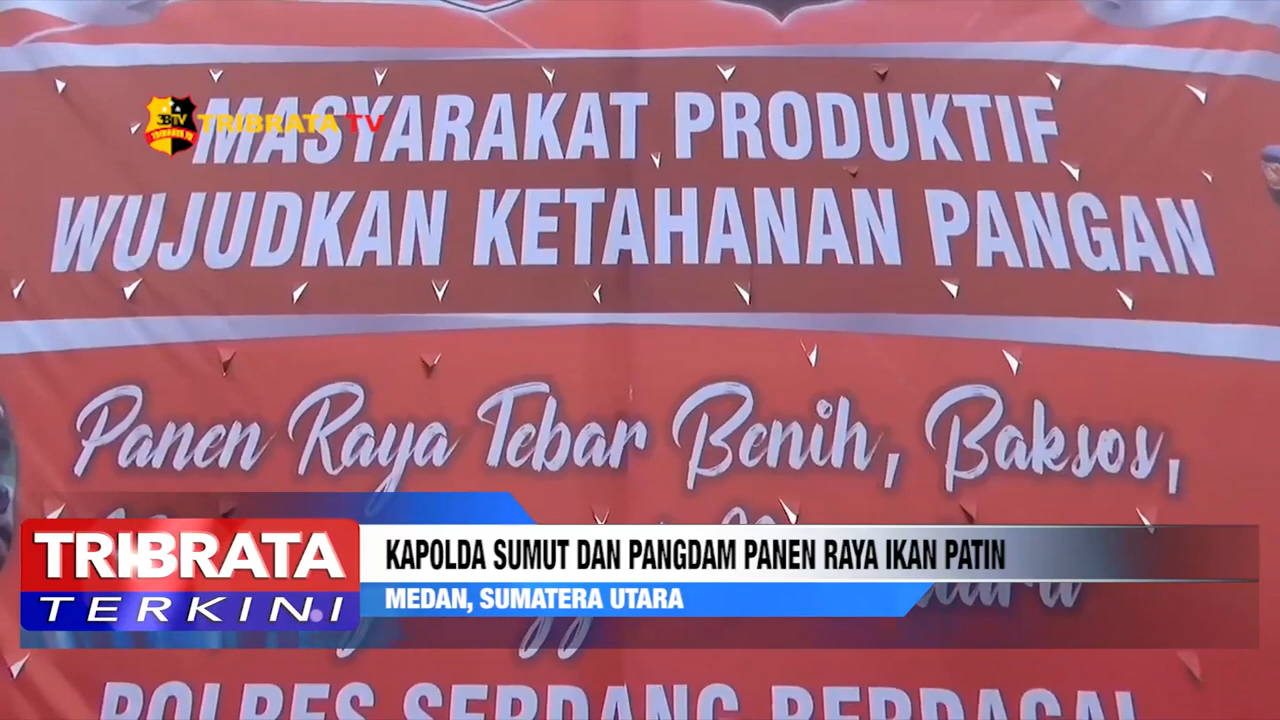 MASYARAKAT PRODUKTIF
3BTV
TRIBRATA TV
WUJUDKAN KETAHANAN PANGAN
Panen Raya Tebar Benih, Baksos,
TRIBRATA
TERKINI
KAPOLDA SUMUT DAN PANGDAM PANEN RAYA IKAN PATIN
MEDAN, SUMATERA UTARA
POLRES SERDANG BERDAGAI